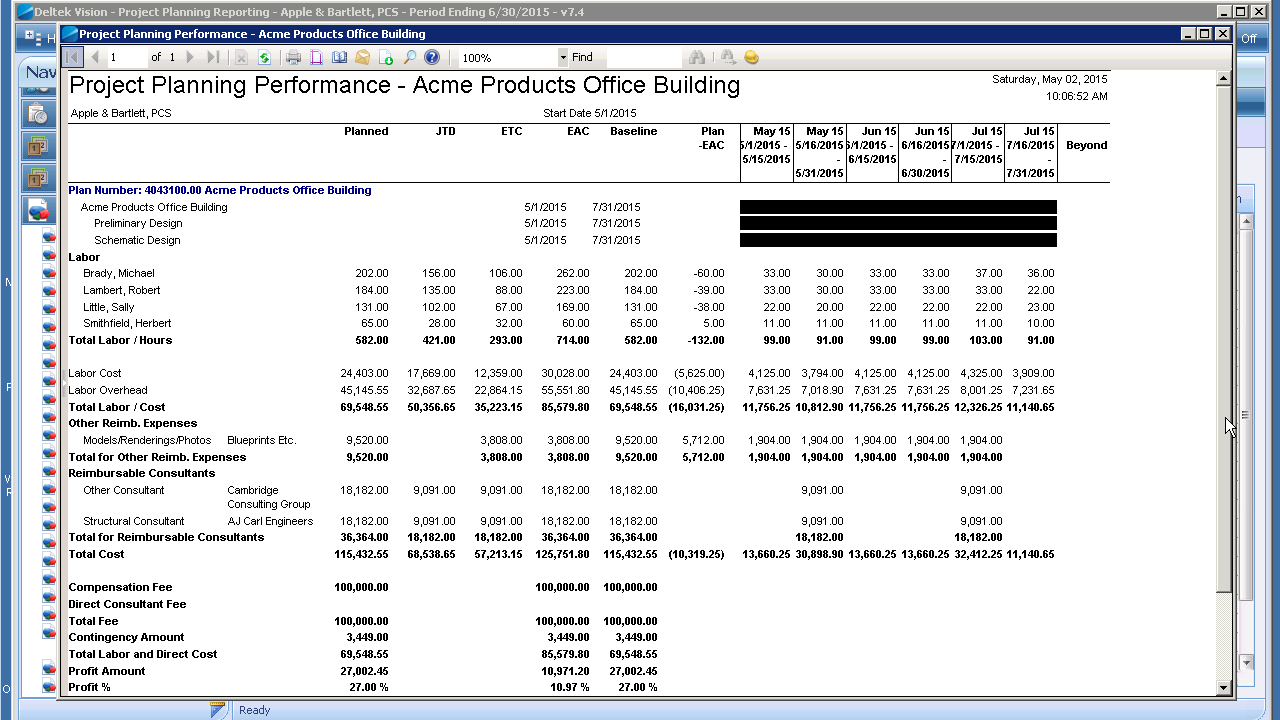 Deltek Vision - Project Planning Reporting - Apple & Bartlett, PCS - Period Ending 6/30/2015 - v7.4
Project Planning Performance - Acme Products Office Building
H Off
Nav
1 of 1 100% Find
Project Planning Performance - Acme Products Office Building Saturday, May 02, 2015
10:06:52 AM
Apple & Bartlett, PCS Start Date 5/1/2015
Planned JTD ETC EAC Baseline Plan May 15 May 15 Jun 15 Jun 15 Jul 15 Jul 15
-EAC 5/1/2015 - 5/16/2015 6/1/2015 - 6/16/2015 7/1/2015 - 7/16/2015 Beyond
5/15/2015 - 6/15/2015 - 7/15/2015 -
5/31/2015 6/30/2015 7/31/2015
Plan Number: 4043100.00 Acme Products Office Building
Acme Products Office Building 5/1/2015 7/31/2015
Preliminary Design 5/1/2015 7/31/2015
Schematic Design 5/1/2015 7/31/2015
Labor
Brady, Michael 202.00 156.00 106.00 262.00 202.00 -60.00 33.00 30.00 33.00 33.00 37.00 36.00
Lambert, Robert 184.00 135.00 88.00 223.00 184.00 -39.00 33.00 30.00 33.00 33.00 33.00 22.00
Little, Sally 131.00 102.00 67.00 169.00 131.00 -38.00 22.00 20.00 22.00 22.00 22.00 23.00
Smithfield, Herbert 65.00 28.00 32.00 60.00 65.00 5.00 11.00 11.00 11.00 11.00 11.00 10.00
Total Labor / Hours 582.00 421.00 293.00 714.00 582.00 -132.00 99.00 91.00 99.00 99.00 103.00 91.00
Labor Cost 24,403.00 17,669.00 12,359.00 30,028.00 24,403.00 (5,625.00) 4,125.00 3,794.00 4,125.00 4,125.00 4,325.00 3,909.00
Labor Overhead 45,145.55 32,687.65 22,864.15 55,551.80 45,145.55 (10,406.25) 7,631.25 7,018.90 7,631.25 7,631.25 8,001.25 7,231.65
Total Labor / Cost 69,548.55 50,356.65 35,223.15 85,579.80 69,548.55 (16,031.25) 11,756.25 10,812.90 11,756.25 11,756.25 12,326.25 11,140.65
Other Reimb. Expenses
Models/Renderings/Photos Blueprints Etc. 9,520.00 3,808.00 3,808.00 9,520.00 5,712.00 1,904.00 1,904.00 1,904.00 1,904.00 1,904.00
Total for Other Reimb. Expenses 9,520.00 3,808.00 3,808.00 9,520.00 5,712.00 1,904.00 1,904.00 1,904.00 1,904.00 1,904.00
Reimbursable Consultants
Other Consultant Cambridge 18,182.00 9,091.00 9,091.00 18,182.00 18,182.00 9,091.00 9,091.00
Consulting Group
Structural Consultant AJ Carl Engineers 18,182.00 9,091.00 9,091.00 18,182.00 18,182.00 9,091.00 9,091.00
Total for Reimbursable Consultants 36,364.00 18,182.00 18,182.00 36,364.00 36,364.00 18,182.00 18,182.00
Total Cost 115,432.55 68,538.65 57,213.15 125,751.80 115,432.55 (10,319.25) 13,660.25 30,898.90 13,660.25 13,660.25 32,412.25 11,140.65
Compensation Fee 100,000.00 100,000.00 100,000.00
Direct Consultant Fee
Total Fee 100,000.00 100,000.00 100,000.00
Contingency Amount 3,449.00 3,449.00 3,449.00
Total Labor and Direct Cost 69,548.55 85,579.80 69,548.55
Profit Amount 27,002.45 10,971.20 27,002.45
Profit % 27.00 % 10.97 % 27.00 %
Ready